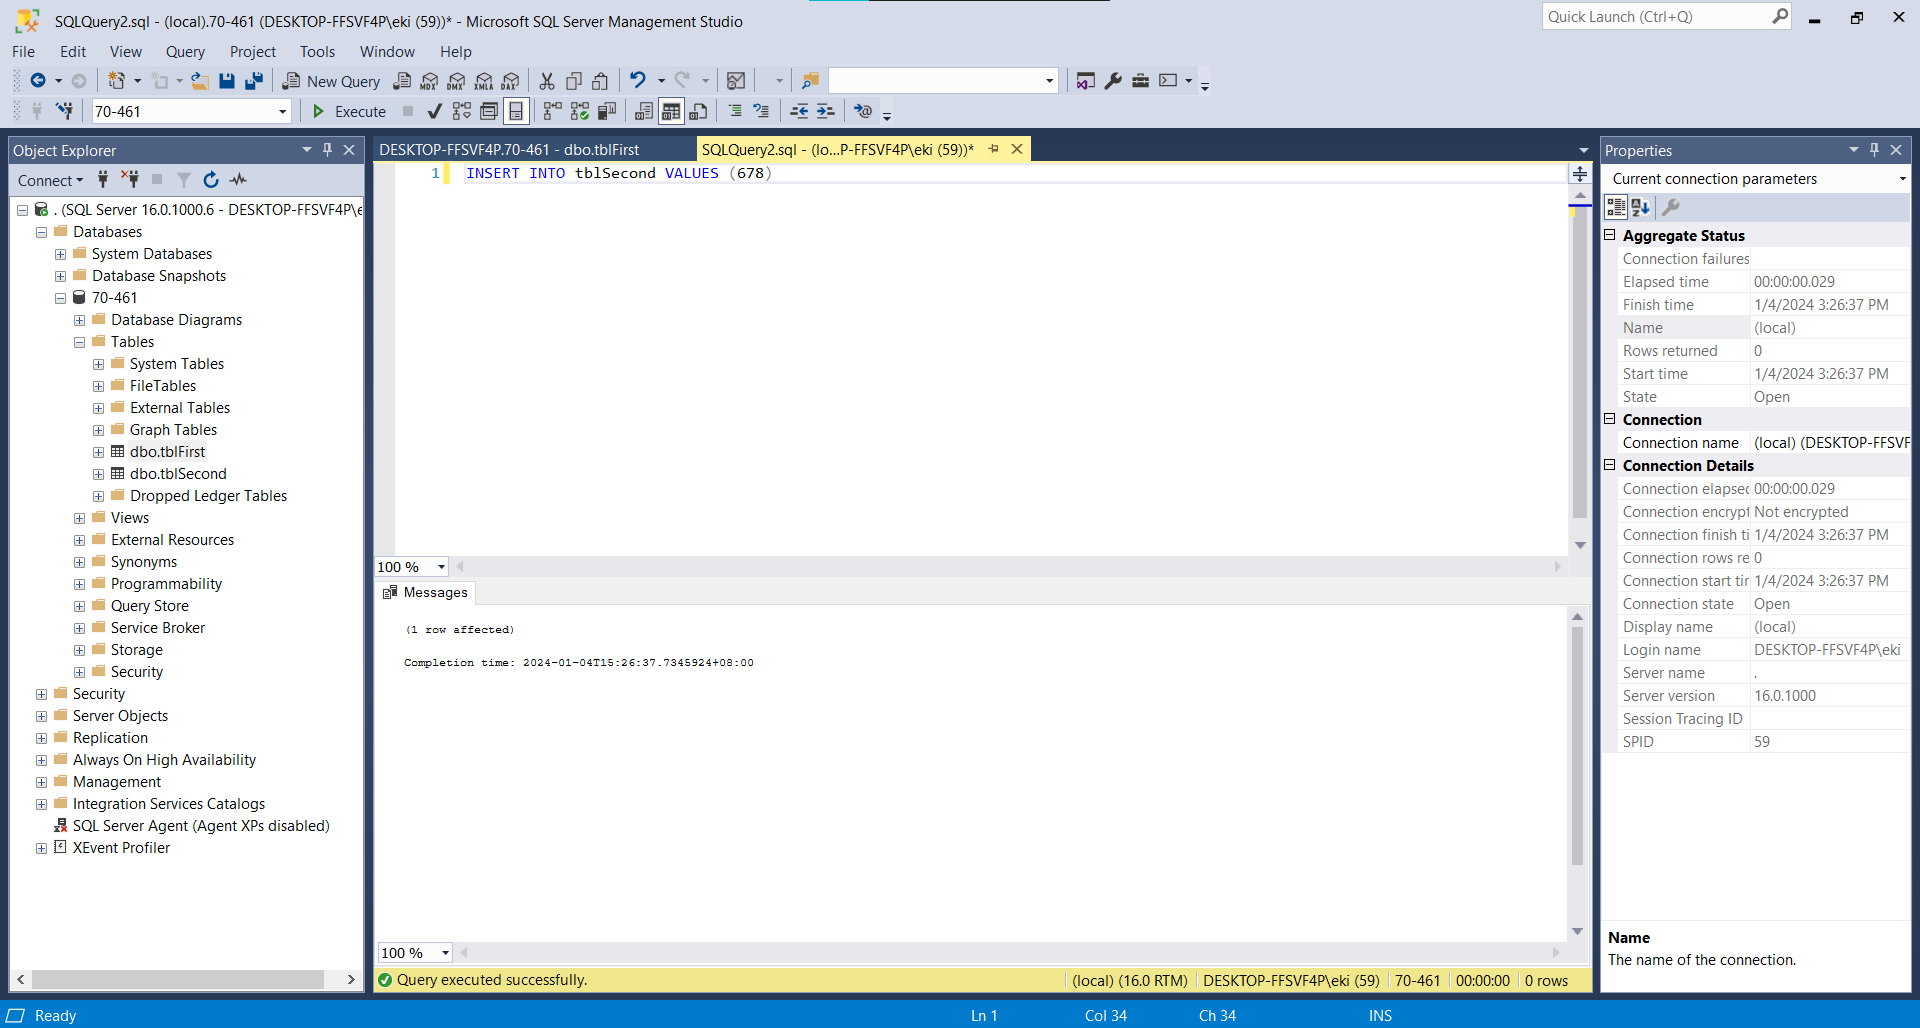 SQLQuery2.sql - (local).70-461 (DESKTOP-FFSVF4P\eki (59))* - Microsoft SQL Server Management Studio
Quick Launch (Ctrl+Q)
File Edit View Query Project Tools Window Help
New Query
MDX DMX XMLA DAX
70-461
Execute
Object Explorer
Connect
. (SQL Server 16.0.1000.6 - DESKTOP-FFSVF4P\e
Databases
System Databases
Database Snapshots
70-461
Database Diagrams
Tables
System Tables
FileTables
External Tables
Graph Tables
dbo.tblFirst
dbo.tblSecond
Dropped Ledger Tables
Views
External Resources
Synonyms
Programmability
Query Store
Service Broker
Storage
Security
Security
Server Objects
Replication
Always On High Availability
Management
Integration Services Catalogs
SQL Server Agent (Agent XPs disabled)
XEvent Profiler
DESKTOP-FFSVF4P.70-461 - dbo.tblFirst
SQLQuery2.sql - (lo...P-FFSVF4P\eki (59))*
1 INSERT INTO tblSecond VALUES (678)
100 %
Messages
(1 row affected)
Completion time: 2024-01-04T15:26:37.7345924+08:00
100 %
Query executed successfully.
(local) (16.0 RTM) DESKTOP-FFSVF4P\eki (59) 70-461 00:00:00 0 rows
Properties
Current connection parameters
Aggregate Status
Connection failures
Elapsed time 00:00:00.029
Finish time 1/4/2024 3:26:37 PM
Name (local)
Rows returned 0
Start time 1/4/2024 3:26:37 PM
State Open
Connection
Connection name (local) (DESKTOP-FFSVF
Connection Details
Connection elapsec 00:00:00.029
Connection encrypt Not encrypted
Connection finish ti 1/4/2024 3:26:37 PM
Connection rows re 0
Connection start tir 1/4/2024 3:26:37 PM
Connection state Open
Display name (local)
Login name DESKTOP-FFSVF4P\eki
Server name .
Server version 16.0.1000
Session Tracing ID
SPID 59
Name
The name of the connection.
Ready
Ln 1 Col 34 Ch 34 INS